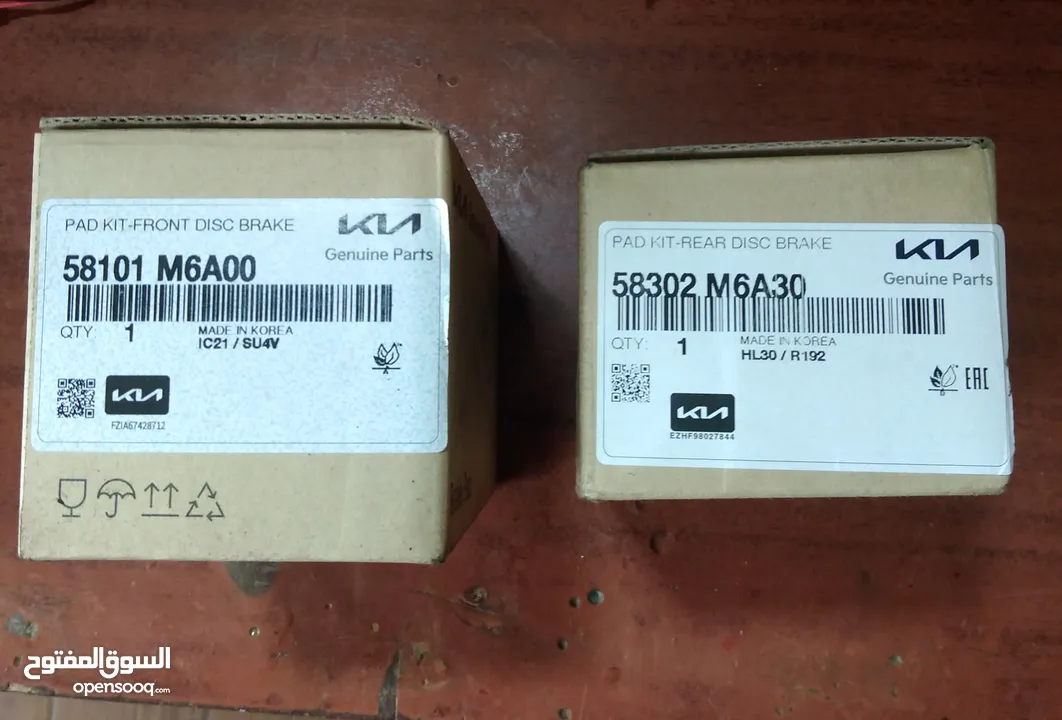 PAD KIT-FRONT DISC BRAKE
KIA
Genuine Parts
58101 M6A00
QTY: 1
MADE IN KOREA
IC21 / SU4V
KIA
FZIA67428712
PAD KIT-REAR DISC BRAKE
KIA
Genuine Parts
58302 M6A30
QTY: 1
MADE IN KOREA
HL30 / R192
EAC
KIA
EZHF98027844
السوق المفتوح
opensooq.com